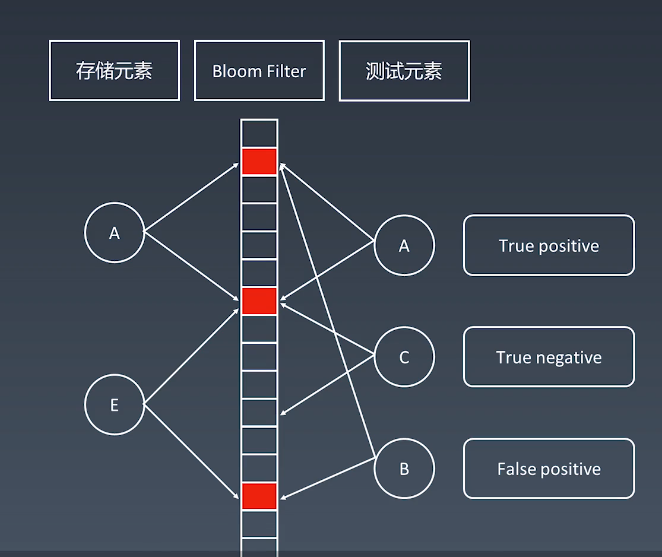 存储元素
Bloom Filter
测试元素
A
A
True positive
C
True negative
E
B
False positive